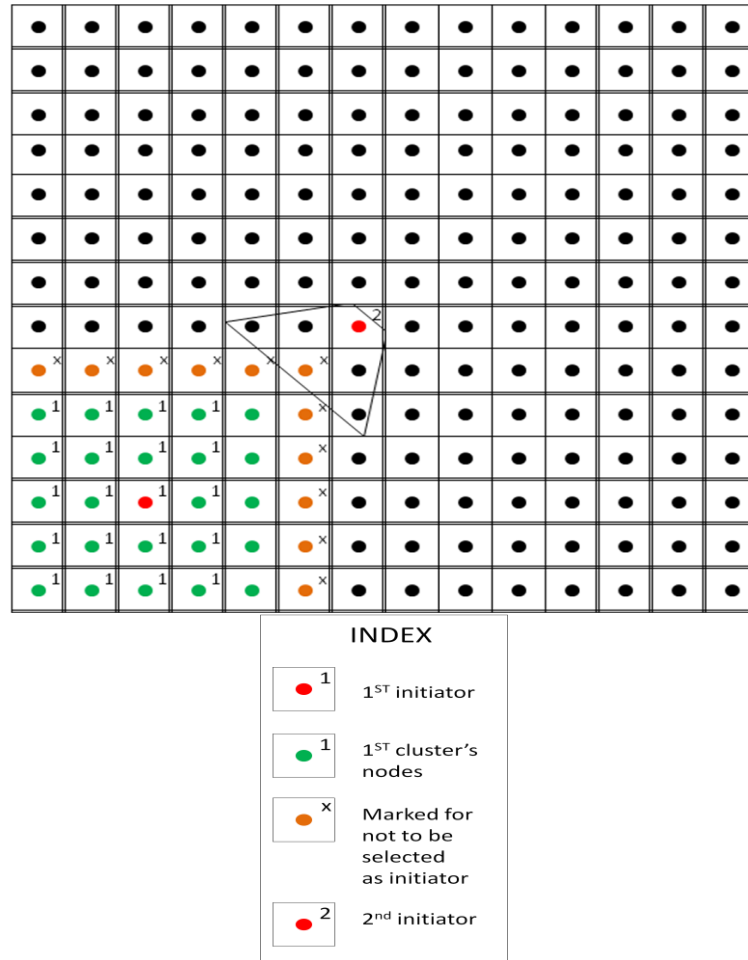 2
x x x x x x
1 1 1 1 x
1 1 1 1 x
1 1 1 1 x
1 1 1 1 x
1 1 1 1 x
INDEX
1
1ST initiator
1
1ST cluster's
nodes
x
Marked for
not to be
selected
as initiator
2
2nd initiator